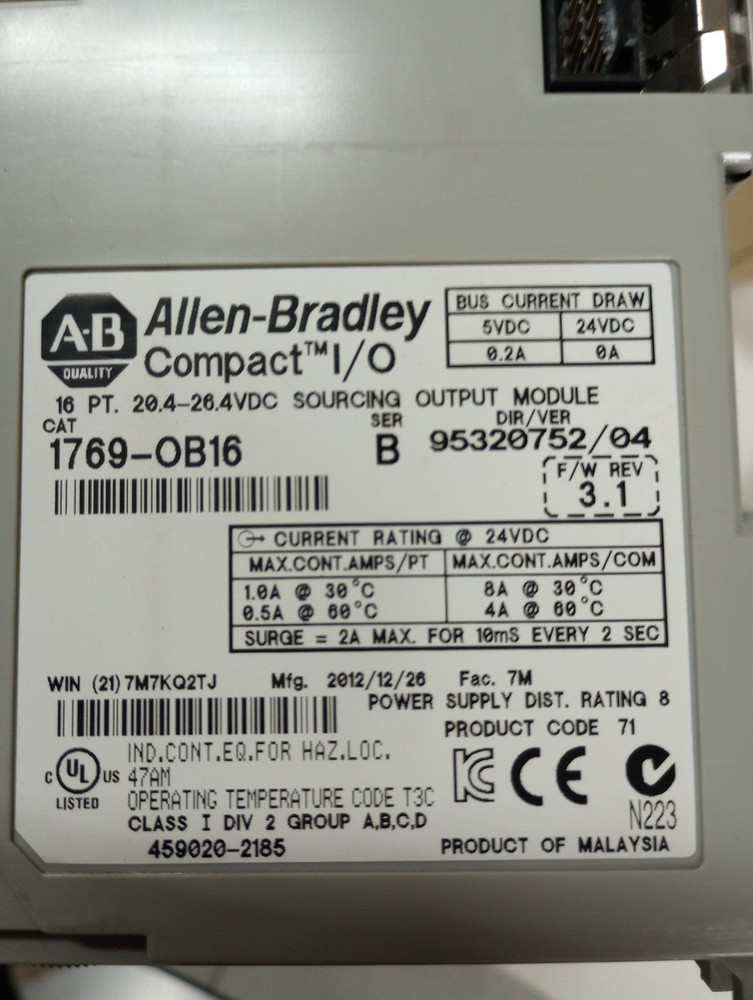 A·B
QUALITY
Allen-Bradley
Compact™ I/O
BUS CURRENT DRAW
5VDC 24VDC
0.2A 0A
16 PT. 20.4-26.4VDC SOURCING OUTPUT MODULE
CAT SER DIR/VER
1769-OB16 B 95320752/04
F/W REV
3.1
CURRENT RATING @ 24VDC
MAX.CONT.AMPS/PT MAX.CONT.AMPS/COM
1.0A @ 30°C 8A @ 30°C
0.5A @ 60°C 4A @ 60°C
SURGE = 2A MAX. FOR 10mS EVERY 2 SEC
WIN (21) 7M7KQ2TJ Mfg. 2012/12/26 Fac. 7M
POWER SUPPLY DIST. RATING 8
PRODUCT CODE 71
IND.CONT.EQ.FOR HAZ.LOC.
C UL US 47AM
LISTED OPERATING TEMPERATURE CODE T3C
KC CE
N223
CLASS I DIV 2 GROUP A,B,C,D
459020-2185 PRODUCT OF MALAYSIA